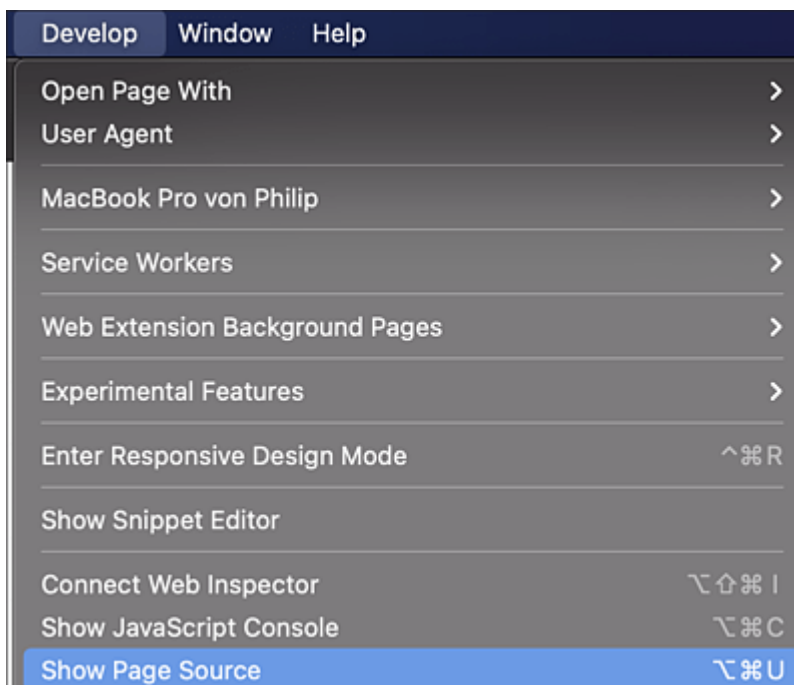 Develop Window Help
Open Page With
User Agent
MacBook Pro von Philip
Service Workers
Web Extension Background Pages
Experimental Features
Enter Responsive Design Mode ^⌘R
Show Snippet Editor
Connect Web Inspector ⌥⇧⌘I
Show JavaScript Console ⌥⌘C
Show Page Source ⌥⌘U